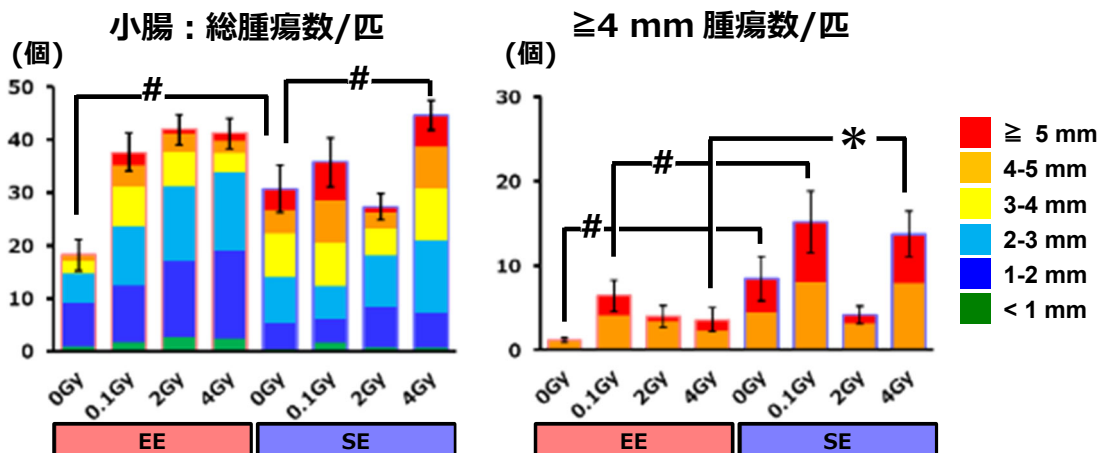 小腸：総腫瘍数/匹
(個)
50
40
30
20
10
0
#
#
0Gy
0.1Gy
2Gy
4Gy
0Gy
0.1Gy
2Gy
4Gy
EE
SE
≧4 mm 腫瘍数/匹
(個)
30
20
10
0
#
#
*
0Gy
0.1Gy
2Gy
4Gy
0Gy
0.1Gy
2Gy
4Gy
EE
SE
≧ 5 mm
4-5 mm
3-4 mm
2-3 mm
1-2 mm
< 1 mm